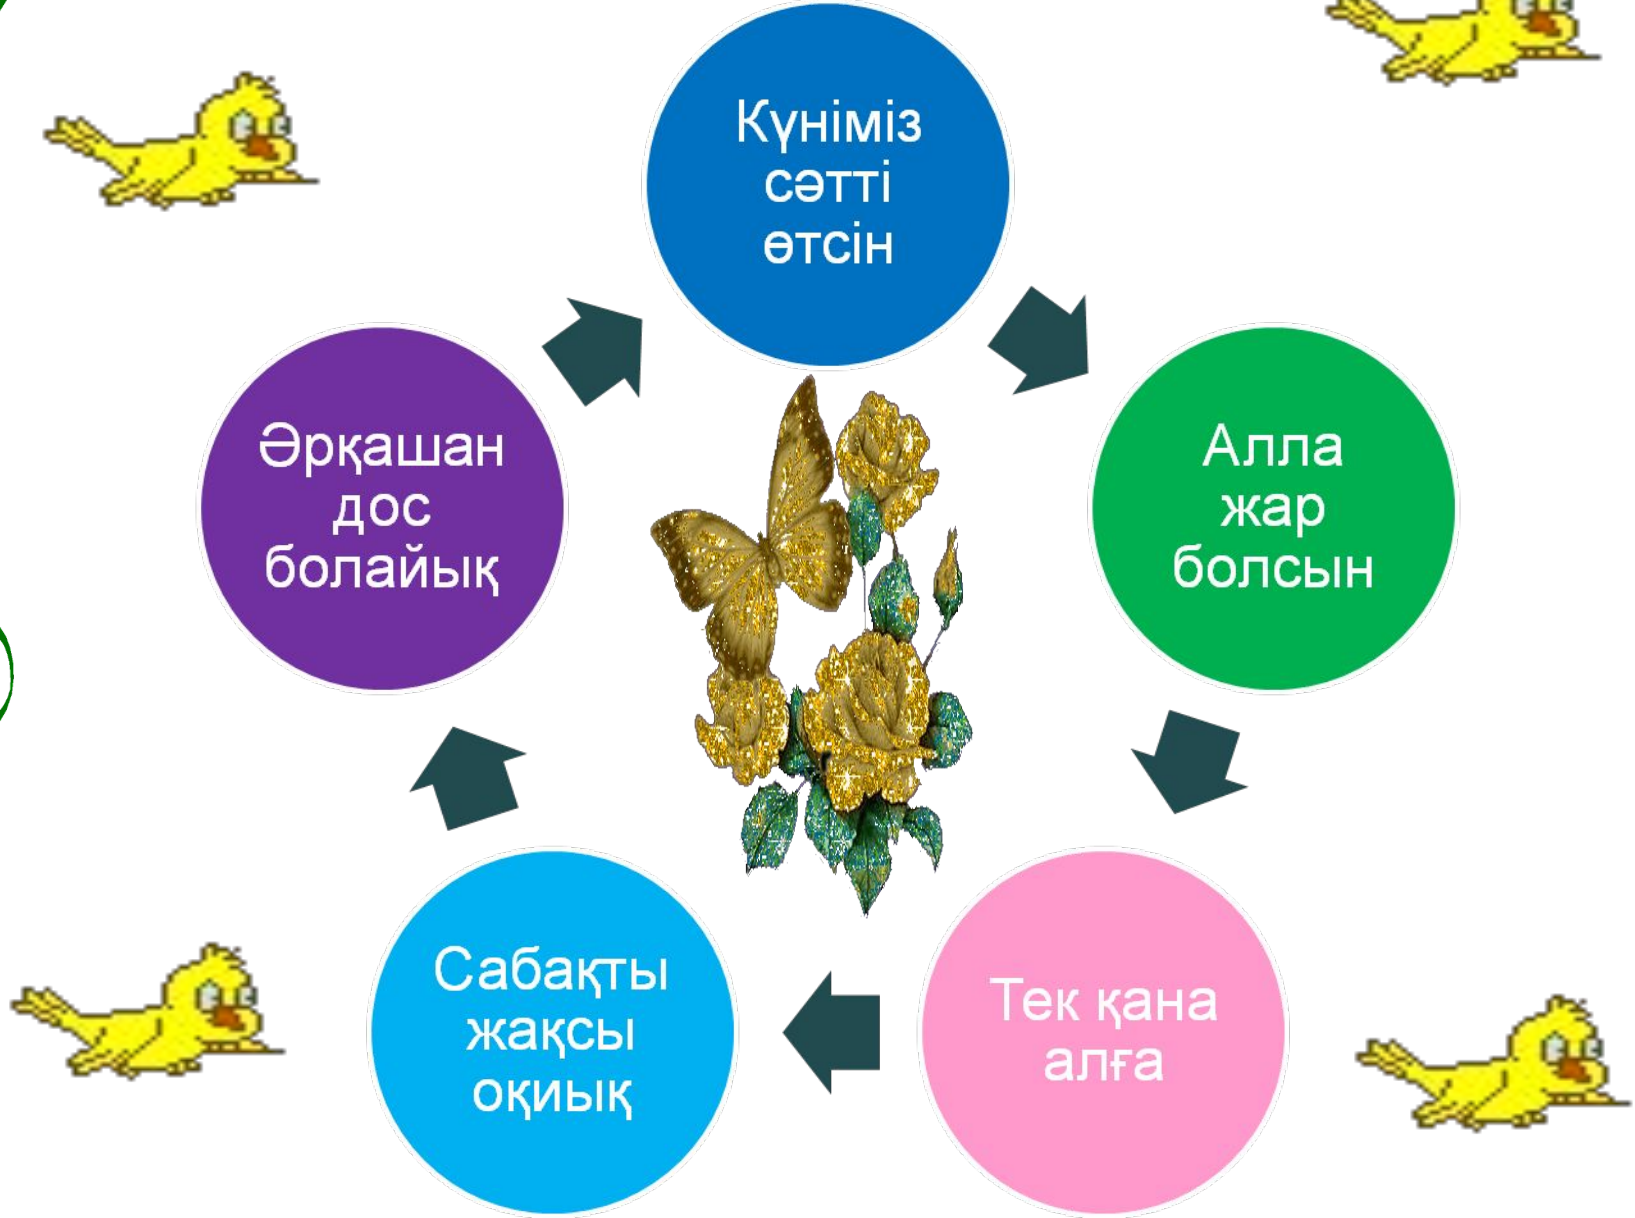 Күніміз
сәтті
өтсін
Алла
жар
болсын
Тек қана
алға
Сабақты
жақсы
оқиық
Әрқашан
дос
болайық